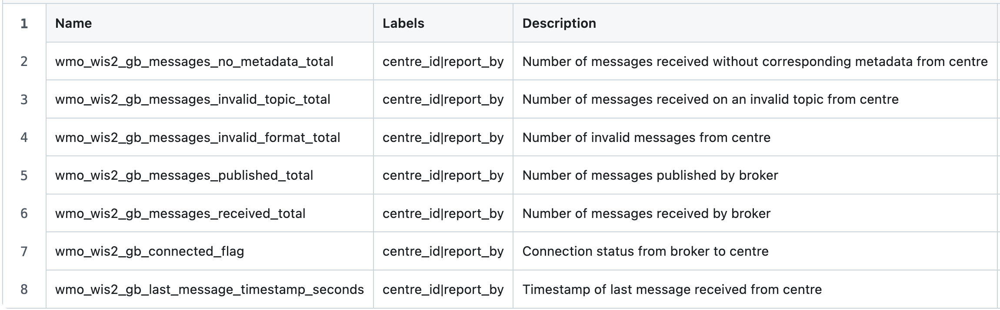 1 Name Labels Description
2 wmo_wis2_gb_messages_no_metadata_total centre_id|report_by Number of messages received without corresponding metadata from centre
3 wmo_wis2_gb_messages_invalid_topic_total centre_id|report_by Number of messages received on an invalid topic from centre
4 wmo_wis2_gb_messages_invalid_format_total centre_id|report_by Number of invalid messages from centre
5 wmo_wis2_gb_messages_published_total centre_id|report_by Number of messages published by broker
6 wmo_wis2_gb_messages_received_total centre_id|report_by Number of messages received by broker
7 wmo_wis2_gb_connected_flag centre_id|report_by Connection status from broker to centre
8 wmo_wis2_gb_last_message_timestamp_seconds centre_id|report_by Timestamp of last message received from centre